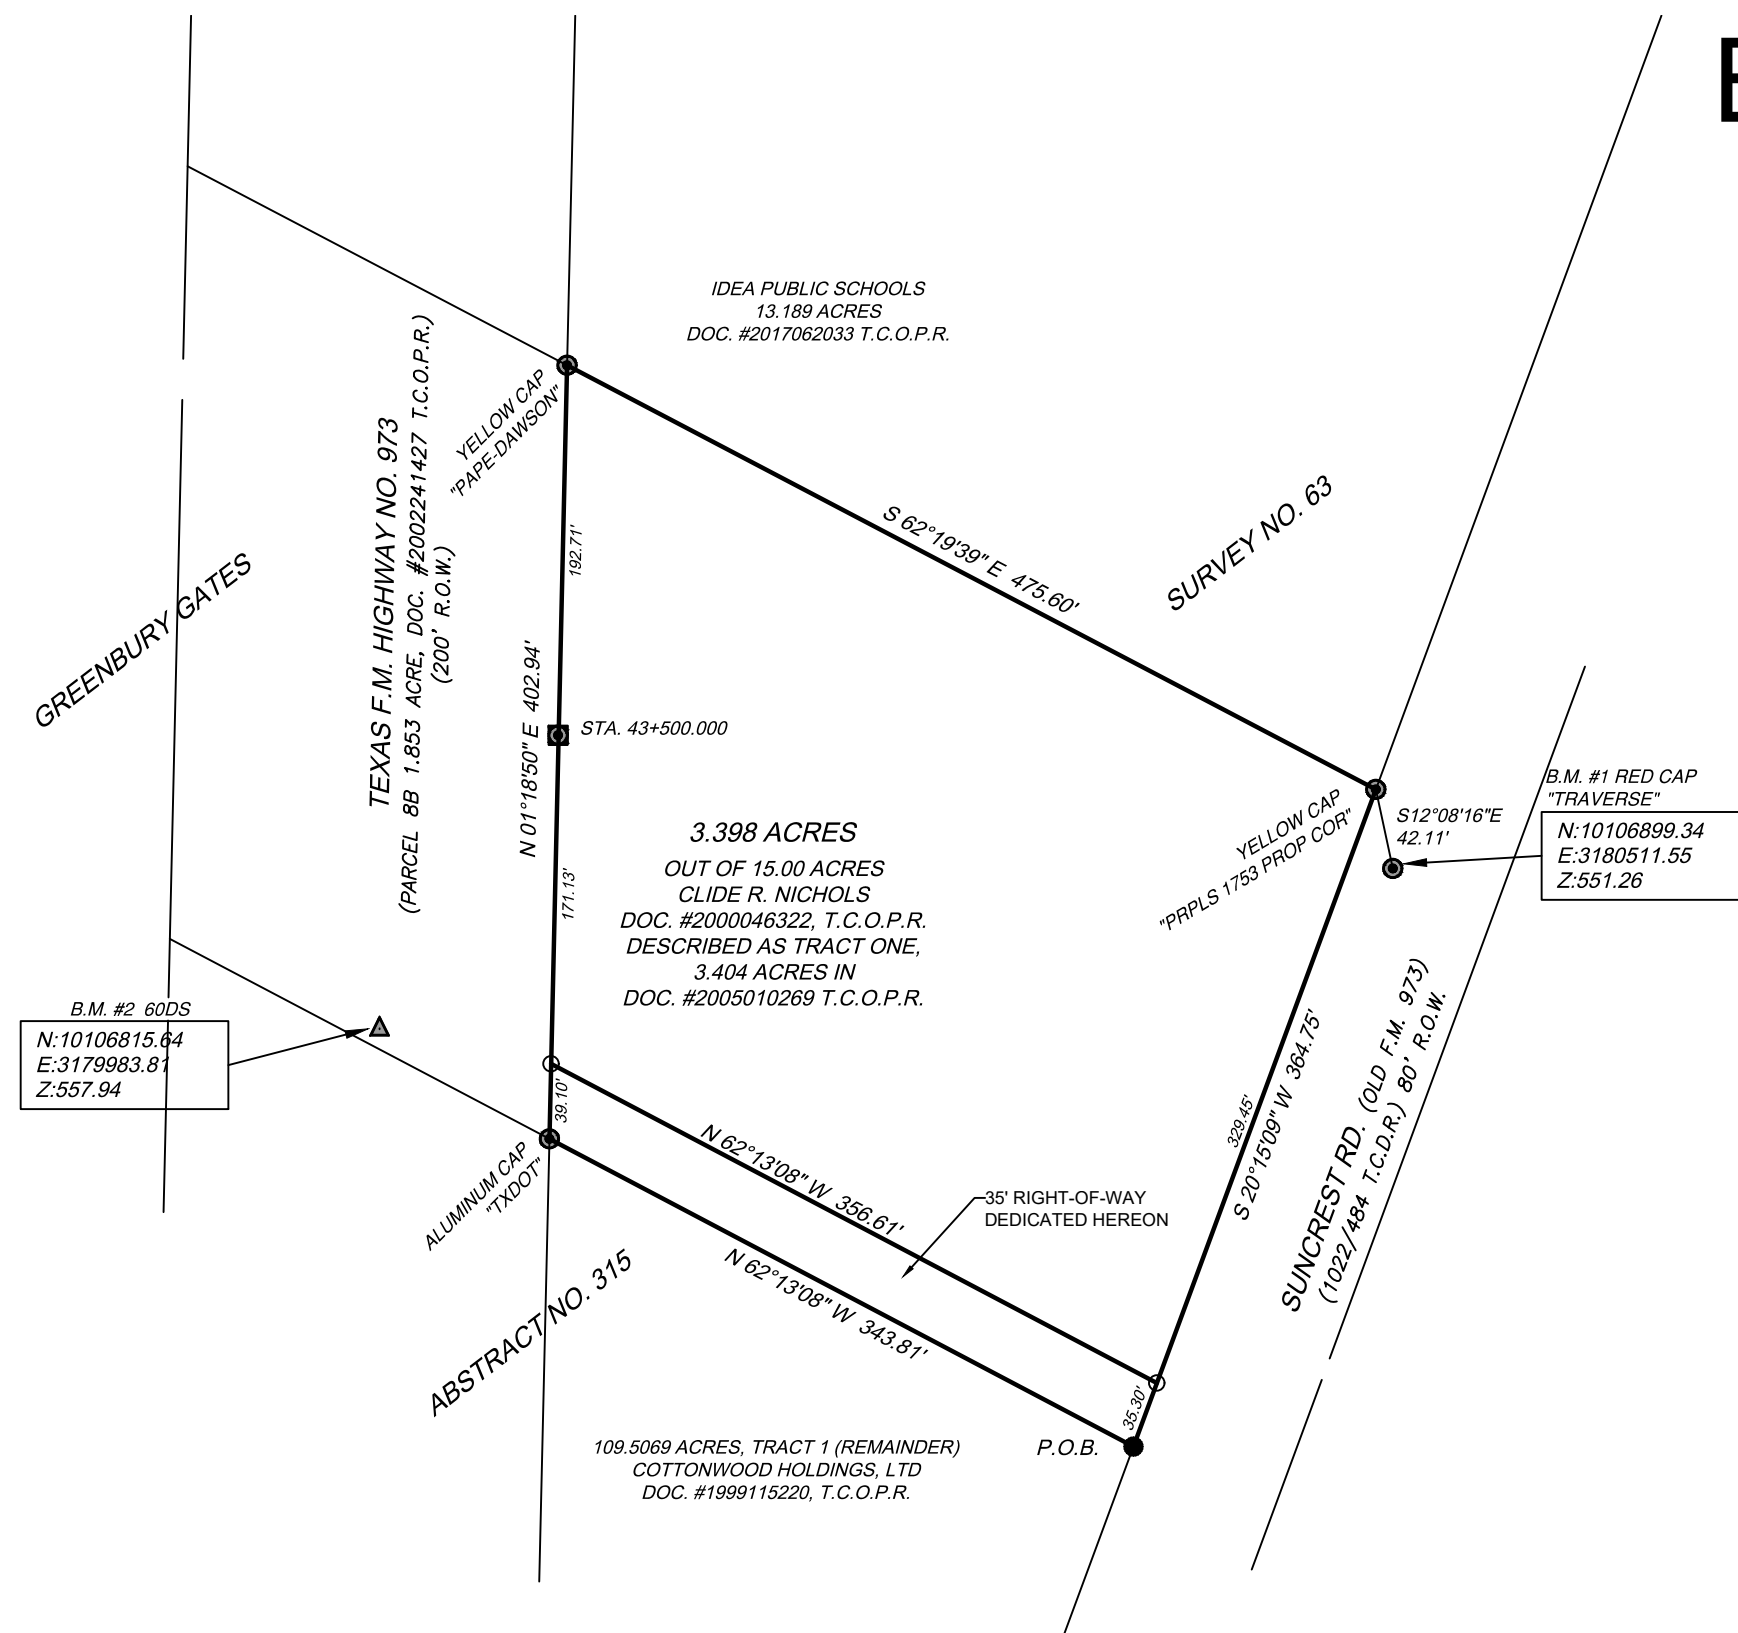 IDEA PUBLIC SCHOOLS
13.189 ACRES
DOC. #2017062033 T.C.O.P.R.
YELLOW CAP
"PAPE-DAWSON"
TEXAS F.M. HIGHWAY NO. 973
(PARCEL 8B 1.853 ACRE, DOC. #2002241427 T.C.O.P.R.)
(200' R.O.W.)
GREENBURY GATES
192.71'
S 62°19'39" E 475.60'
SURVEY NO. 63
N 01°18'50" E 402.94'
STA. 43+500.000
171.13'
3.398 ACRES
OUT OF 15.00 ACRES
CLIDE R. NICHOLS
DOC. #2000046322, T.C.O.P.R.
DESCRIBED AS TRACT ONE,
3.404 ACRES IN
DOC. #2005010269 T.C.O.P.R.
YELLOW CAP
"PRPLS 1753 PROP COR"
S12°08'16"E
42.11'
B.M. #1 RED CAP
"TRAVERSE"
N:10106899.34
E:3180511.55
Z:551.26
B.M. #2 60DS
N:10106815.64
E:3179983.81
Z:557.94
39.10'
ALUMINUM CAP
"TXDOT"
N 62°13'08" W 356.61'
N 62°13'08" W 343.81'
35' RIGHT-OF-WAY
DEDICATED HEREON
329.45'
S 20°15'09" W 364.75'
SUNCREST RD. (OLD F.M. 973)
(1022/484 T.C.D.R.) 80' R.O.W.
ABSTRACT NO. 315
35.30'
P.O.B.
109.5069 ACRES, TRACT 1 (REMAINDER)
COTTONWOOD HOLDINGS, LTD
DOC. #1999115220, T.C.O.P.R.